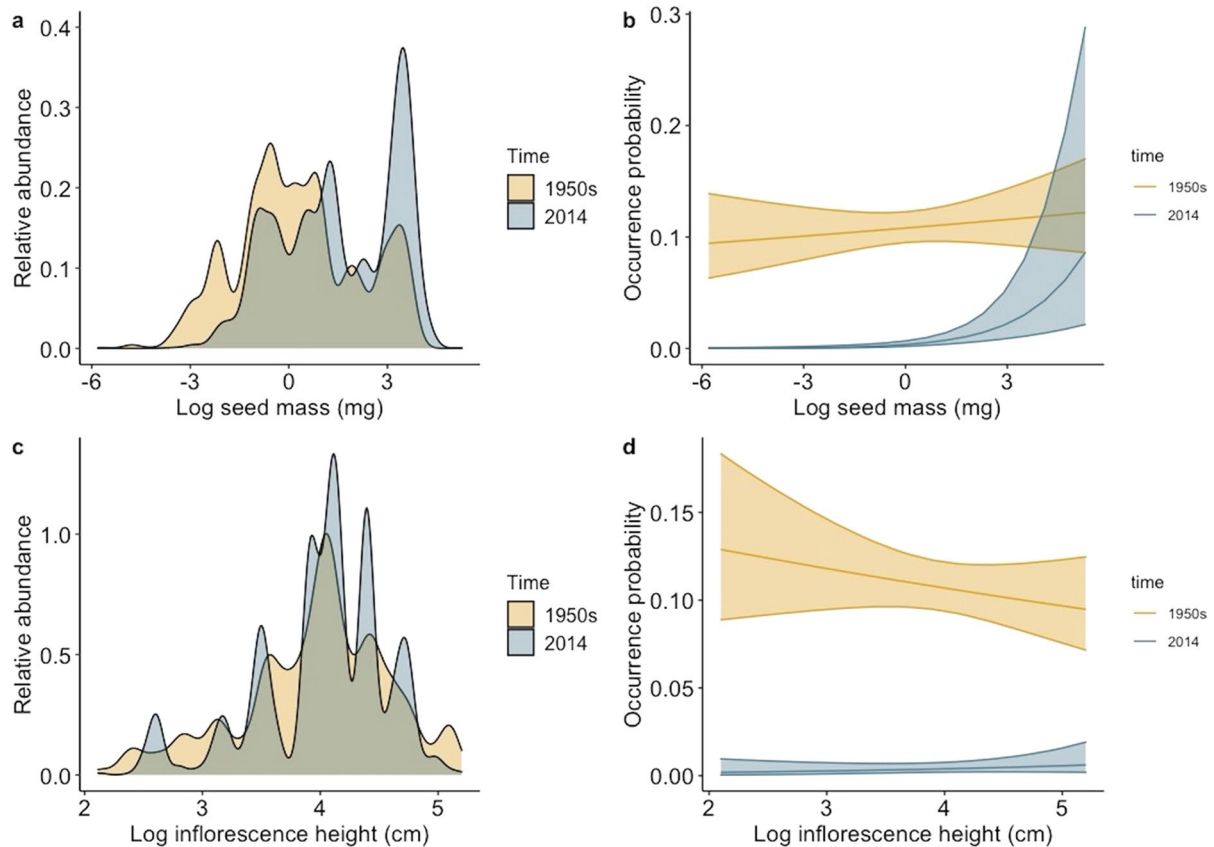 a
0.4
0.3
0.2
0.1
0.0
-6 -3 0 3
Relative abundance
Log seed mass (mg)
Time
1950s
2014
b
0.3
0.2
0.1
0.0
-6 -3 0 3
Occurrence probability
Log seed mass (mg)
time
1950s
2014
c
1.0
0.5
0.0
2 3 4 5
Relative abundance
Log inflorescence height (cm)
Time
1950s
2014
d
0.15
0.10
0.05
0.00
2 3 4 5
Occurrence probability
Log inflorescence height (cm)
time
1950s
2014